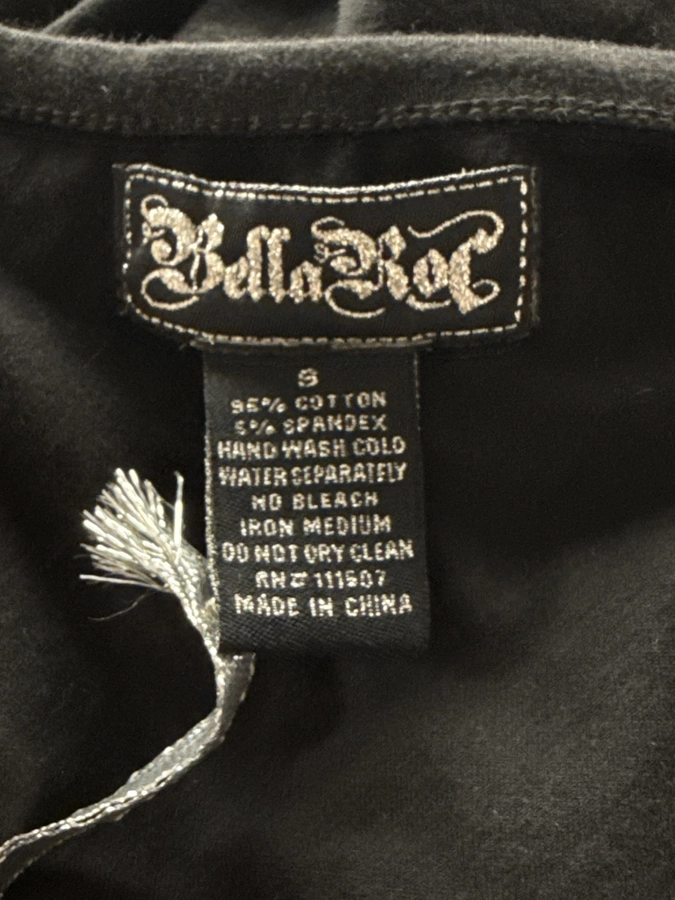 Bella Roc
S
95% COTTON
5% SPANDEX
HAND WASH COLD
WATER SEPARATELY
NO BLEACH
IRON MEDIUM
DO NOT DRY CLEAN
RN# 111507
MADE IN CHINA